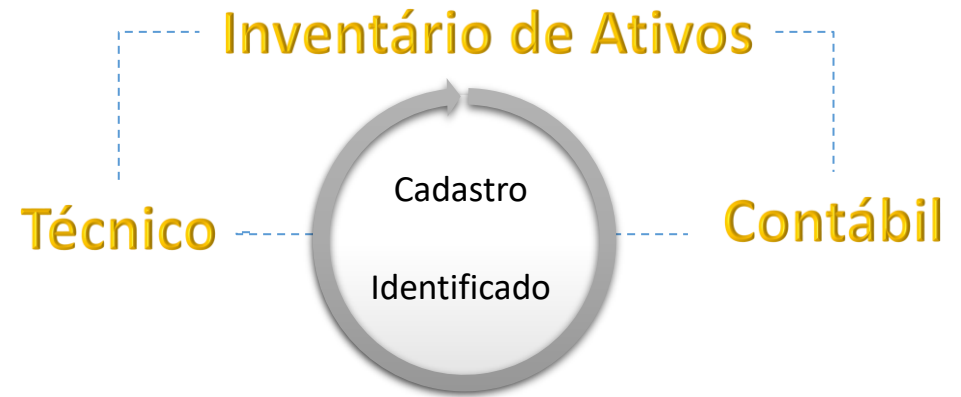 Inventário de Ativos
Cadastro
Técnico
Contábil
Identificado